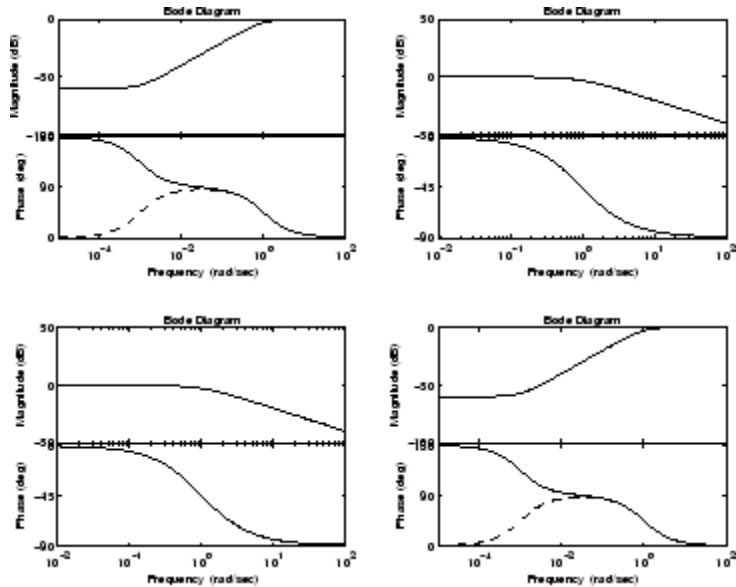 Bode Diagram
0
-50
Magnitude (dB)
90
0
Phase (deg)
10^-4 10^-2 10^0 10^2
Frequency (rad/sec)
Bode Diagram
50
0
Magnitude (dB)
-50
-45
-90
Phase (deg)
10^-2 10^-1 10^0 10^1 10^2
Frequency (rad/sec)
Bode Diagram
50
0
Magnitude (dB)
-45
-90
Phase (deg)
10^-2 10^-1 10^0 10^1 10^2
Frequency (rad/sec)
Bode Diagram
0
-50
Magnitude (dB)
90
0
Phase (deg)
10^-4 10^-2 10^0 10^2
Frequency (rad/sec)